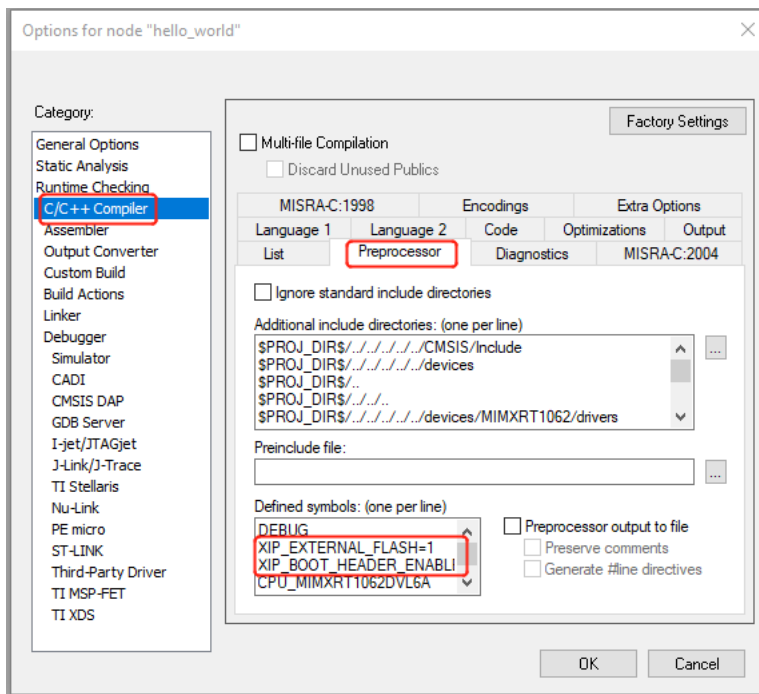 Options for node "hello_world"
Category:
General Options
Static Analysis
Runtime Checking
C/C++ Compiler
Assembler
Output Converter
Custom Build
Build Actions
Linker
Debugger
Simulator
CADI
CMSIS DAP
GDB Server
I-jet/JTAGjet
J-Link/J-Trace
TI Stellaris
Nu-Link
PE micro
ST-LINK
Third-Party Driver
TI MSP-FET
TI XDS
Factory Settings
Multi-file Compilation
Discard Unused Publics
MISRA-C:1998 Encodings Extra Options
Language 1 Language 2 Code Optimizations Output
List Preprocessor Diagnostics MISRA-C:2004
Ignore standard include directories
Additional include directories: (one per line)
$PROJ_DIR$/../../../../../CMSIS/Include
$PROJ_DIR$/../../../../../devices
$PROJ_DIR$/..
$PROJ_DIR$/../../..
$PROJ_DIR$/../../../../../devices/MIMXRT1062/drivers
...
Preinclude file:
...
Defined symbols: (one per line)
DEBUG
XIP_EXTERNAL_FLASH=1
XIP_BOOT_HEADER_ENABLI
CPU_MIMXRT1062DVL6A
Preprocessor output to file
Preserve comments
Generate #line directives
OK Cancel